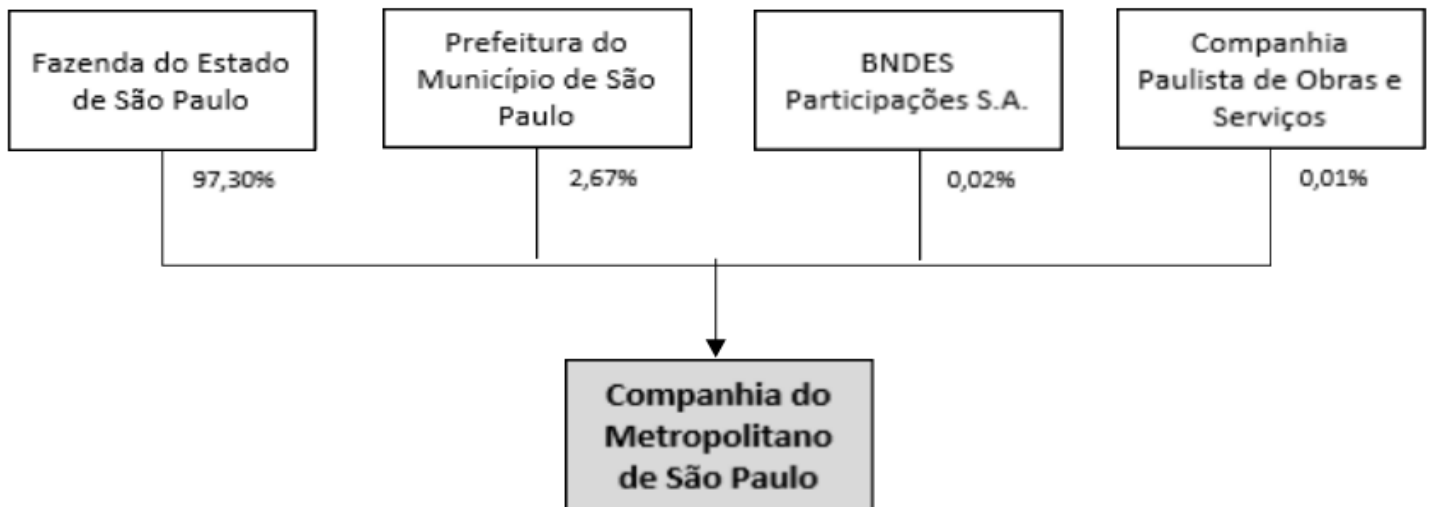 Fazenda do Estado
de São Paulo
Prefeitura do
Município de São
Paulo
BNDES
Participações S.A.
Companhia
Paulista de Obras e
Serviços
97,30%
2,67%
0,02%
0,01%
Companhia do
Metropolitano
de São Paulo